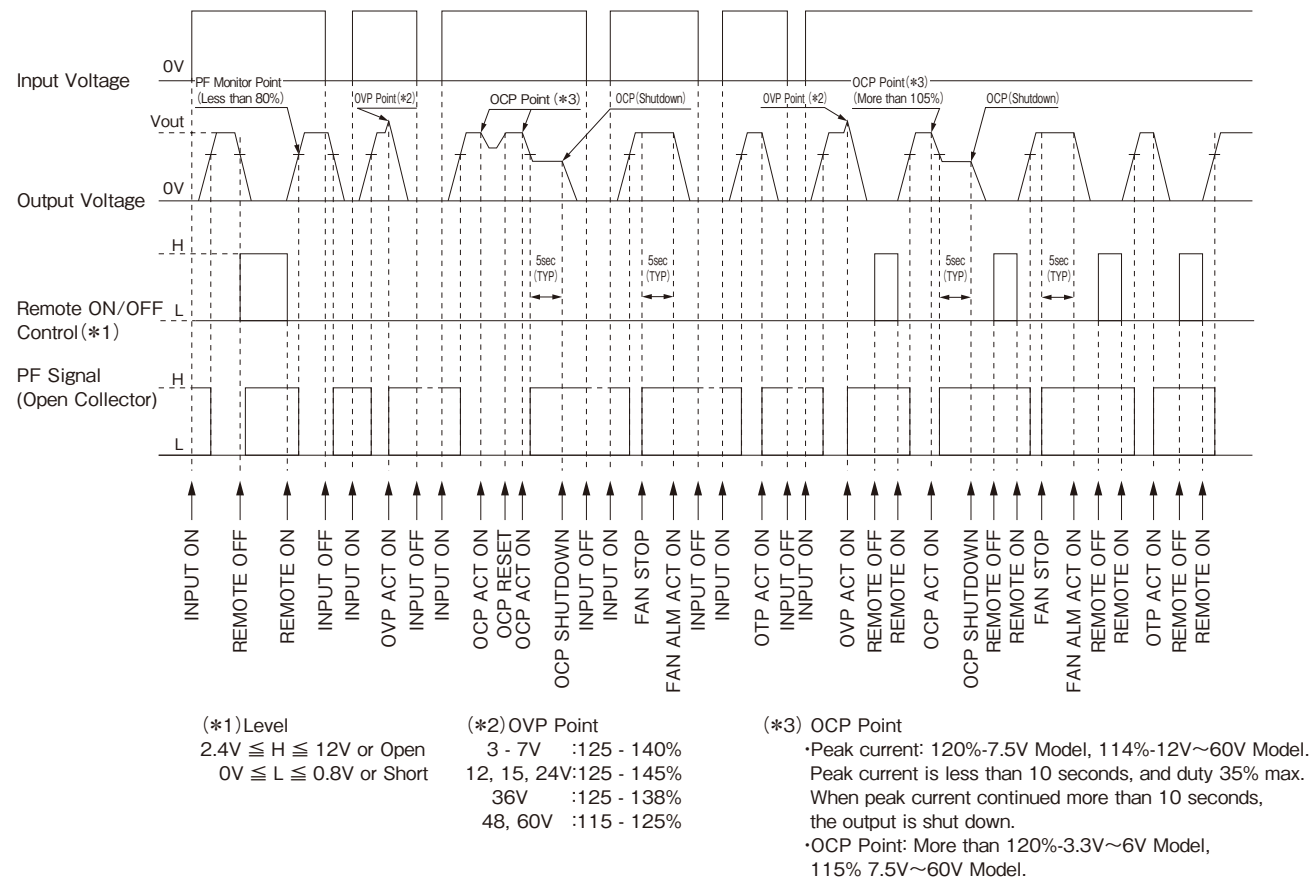 Input Voltage
0V
PF Monitor Point
(Less than 80%)
OVP Point(*2)
OCP Point (*3)
OCP(Shutdown)
OVP Point (*2)
OCP Point(*3)
(More than 105%)
OCP(Shutdown)
Vout
0V
Output Voltage
H
5sec
(TYP)
5sec
(TYP)
5sec
(TYP)
5sec
(TYP)
Remote ON/OFF
Control(*1)
L
PF Signal
(Open Collector)
H
L
INPUT ON
REMOTE OFF
REMOTE ON
INPUT OFF
INPUT ON
OVP ACT ON
INPUT OFF
INPUT ON
OCP ACT ON
OCP RESET
OCP ACT ON
OCP SHUTDOWN
INPUT OFF
INPUT ON
FAN STOP
FAN ALM ACT ON
INPUT OFF
INPUT ON
OTP ACT ON
INPUT OFF
INPUT ON
OVP ACT ON
REMOTE OFF
REMOTE ON
OCP ACT ON
OCP SHUTDOWN
REMOTE OFF
REMOTE ON
FAN STOP
FAN ALM ACT ON
REMOTE OFF
REMOTE ON
OTP ACT ON
REMOTE OFF
REMOTE ON
(*1)Level
2.4V ≦ H ≦ 12V or Open
0V ≦ L ≦ 0.8V or Short
(*2)OVP Point
3 - 7V :125 - 140%
12, 15, 24V:125 - 145%
36V :125 - 138%
48, 60V :115 - 125%
(*3) OCP Point
・Peak current: 120%-7.5V Model, 114%-12V～60V Model.
Peak current is less than 10 seconds, and duty 35% max.
When peak current continued more than 10 seconds,
the output is shut down.
・OCP Point: More than 120%-3.3V～6V Model,
115% 7.5V～60V Model.